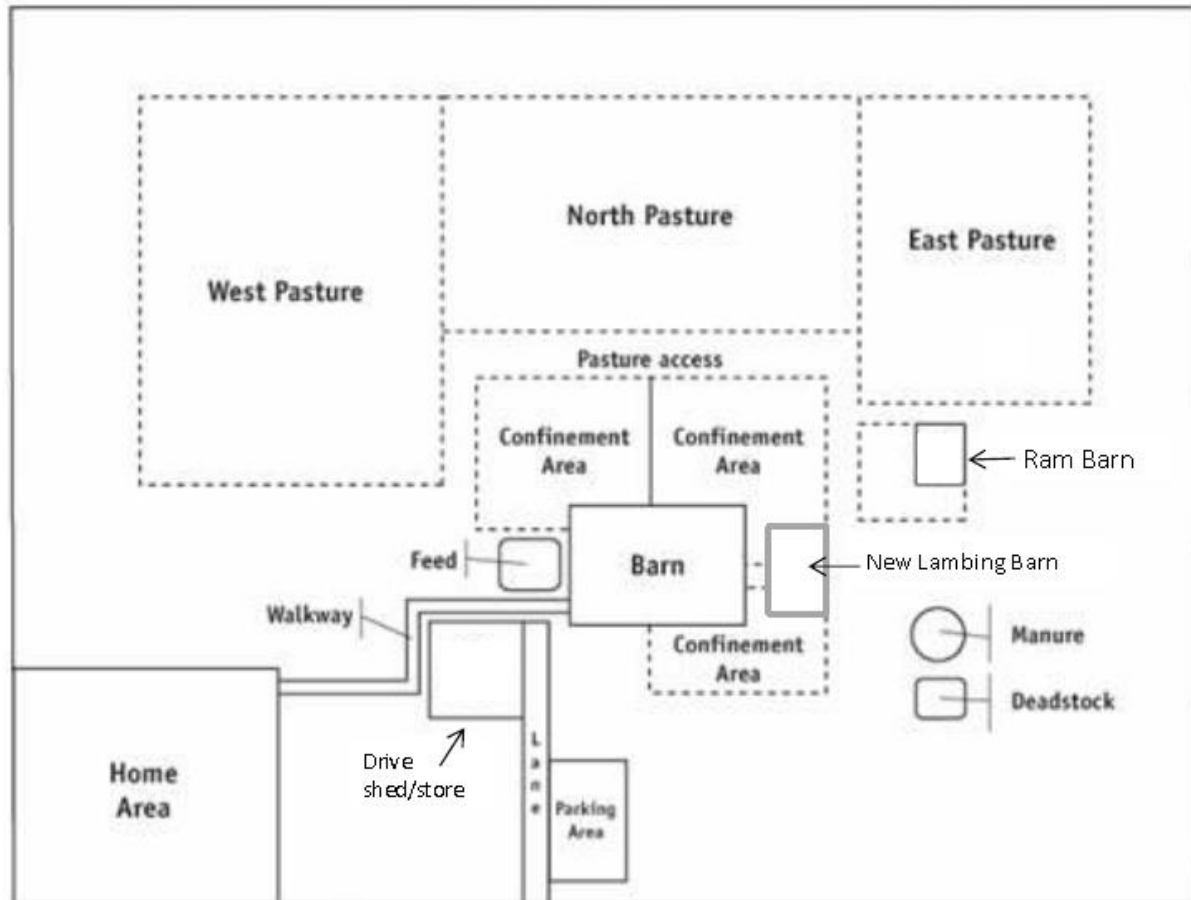 North Pasture
East Pasture
West Pasture
Pasture access
Confinement
Area
Confinement
Area
Ram Barn
Feed
Barn
New Lambing Barn
Walkway
Confinement
Area
Manure
Deadstock
Drive
shed/store
Lane
Home
Area
Parking
Area